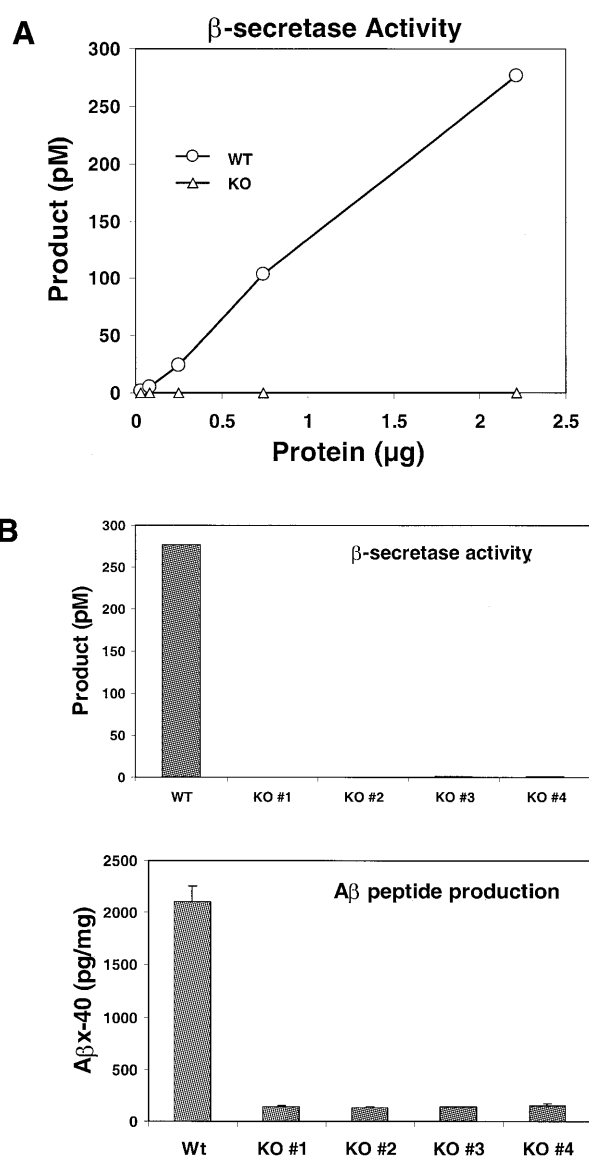 A
β-secretase Activity
300
250
200
150
100
50
0
Product (pM)
WT
KO
0 0.5 1 1.5 2 2.5
Protein (µg)
B
300
250
200
150
100
50
0
Product (pM)
β-secretase activity
WT KO #1 KO #2 KO #3 KO #4
2500
2000
1500
1000
500
0
Aβx-40 (pg/mg)
Aβ peptide production
Wt KO #1 KO #2 KO #3 KO #4